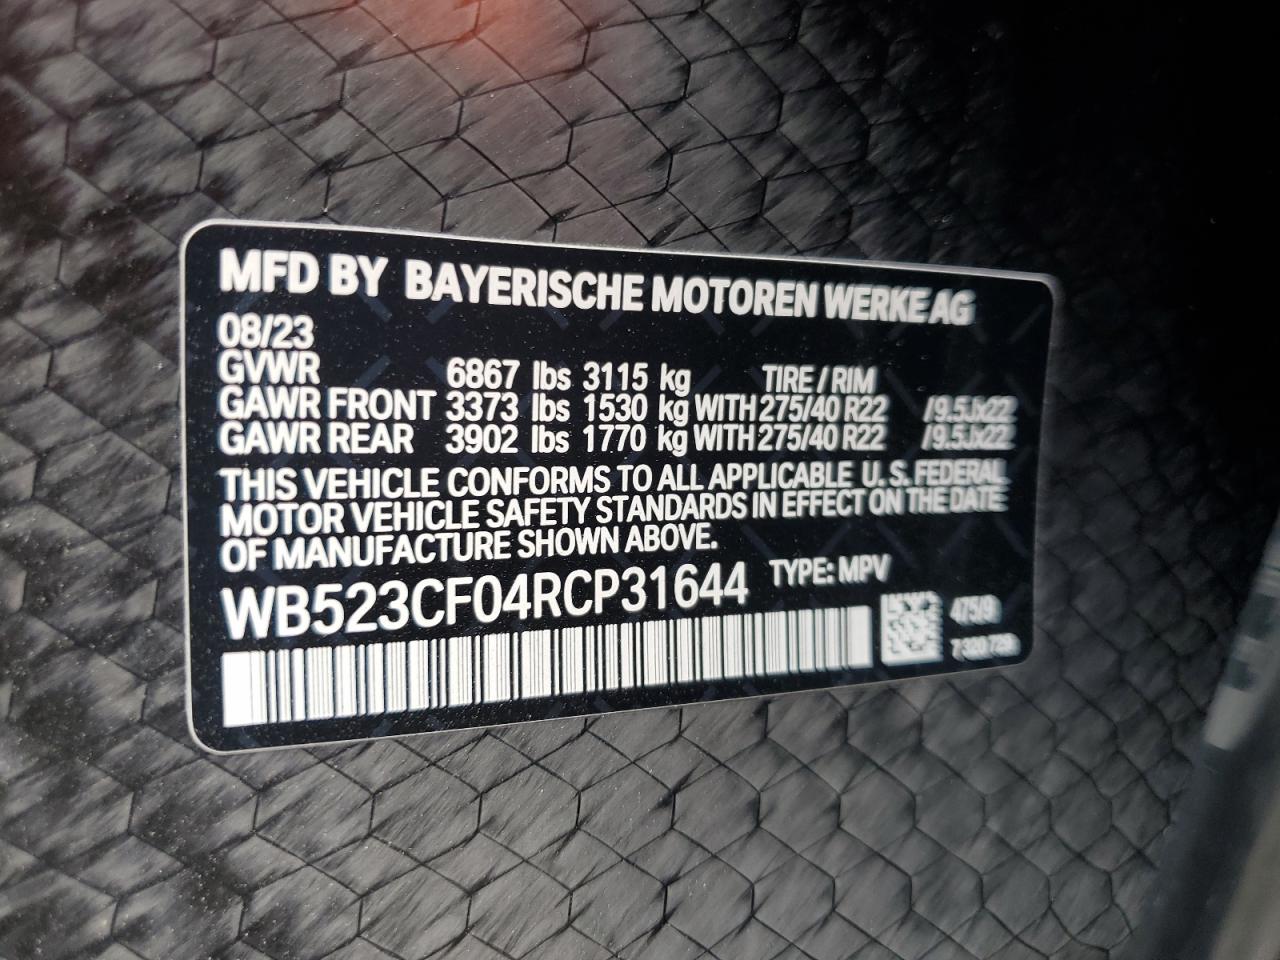 MFD BY BAYERISCHE MOTOREN WERKE AG
08/23
GVWR 6867 lbs 3115 kg TIRE / RIM
GAWR FRONT 3373 lbs 1530 kg WITH 275/40 R22 /9.5Jx22
GAWR REAR 3902 lbs 1770 kg WITH 275/40 R22 /9.5Jx22
THIS VEHICLE CONFORMS TO ALL APPLICABLE U. S. FEDERAL
MOTOR VEHICLE SAFETY STANDARDS IN EFFECT ON THE DATE
OF MANUFACTURE SHOWN ABOVE.
WB523CF04RCP31644 TYPE: MPV
475/9